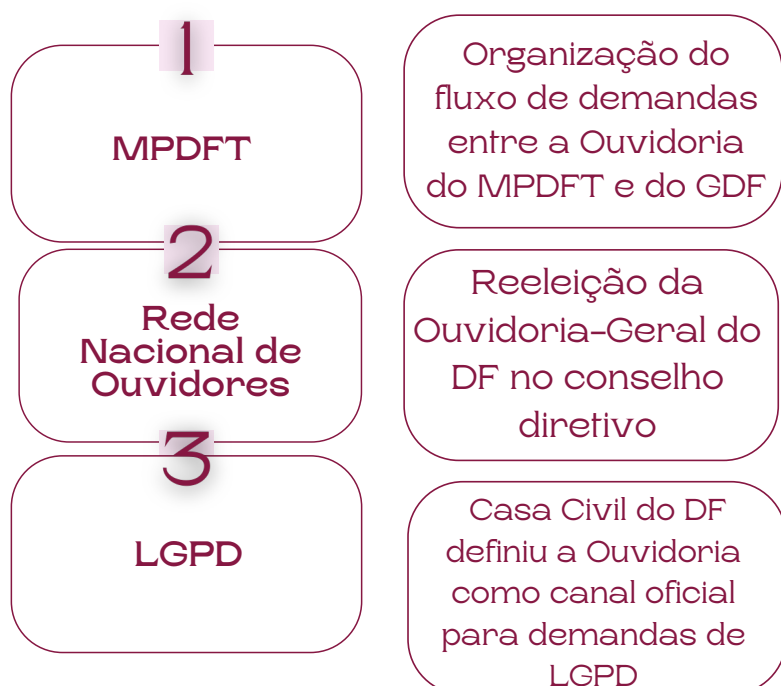 1
MPDFT
Organização do
fluxo de demandas
entre a Ouvidoria
do MPDFT e do GDF
2
Rede
Nacional de
Ouvidores
Reeleição da
Ouvidoria-Geral do
DF no conselho
diretivo
3
LGPD
Casa Civil do DF
definiu a Ouvidoria
como canal oficial
para demandas de
LGPD